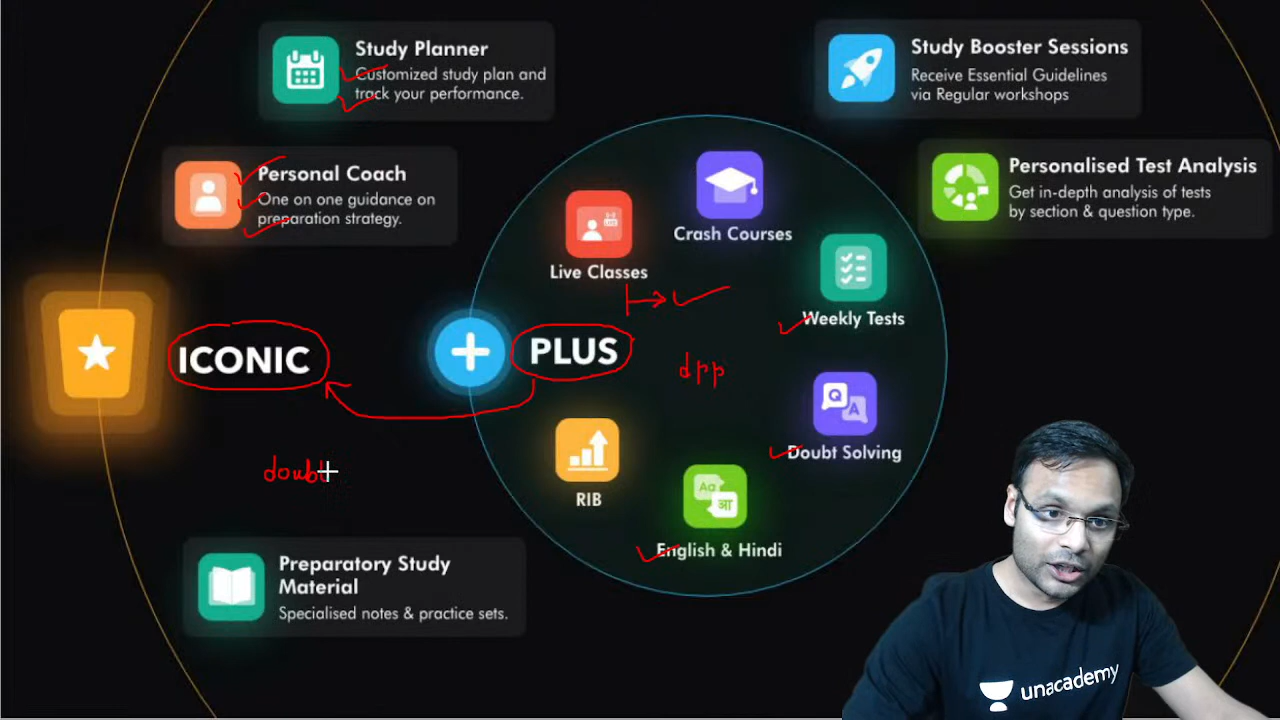 Study Planner
Customized study plan and
track your performance.
Study Booster Sessions
Receive Essential Guidelines
via Regular workshops
Personal Coach
One on one guidance on
preparation strategy.
Personalised Test Analysis
Get in-depth analysis of tests
by section & question type.
Crash Courses
Live Classes
Weekly Tests
ICONIC
PLUS
dpp
Q
A
Doubt Solving
doubt
RIB
Aa
आ
English & Hindi
Preparatory Study
Material
Specialised notes & practice sets.
unacademy